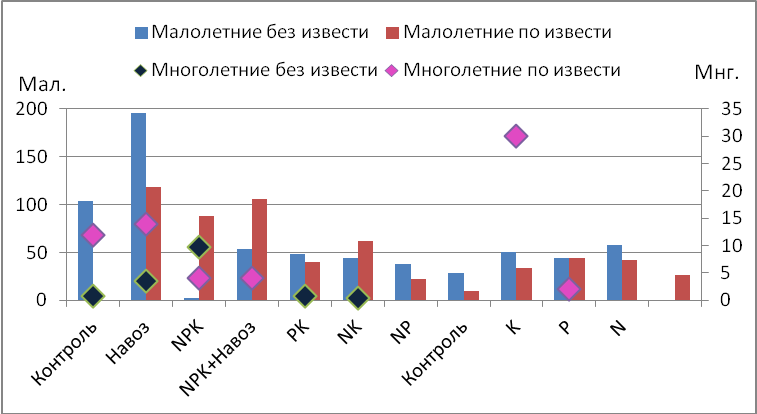 Малолетние без извести Малолетние по извести
Многолетние без извести Многолетние по извести
Мал. Мнг.
200 35
30
150 25
20
100 15
50 10
5
0 0
Контроль Навоз NPK NPK+Навоз PK NK NP Контроль K P N